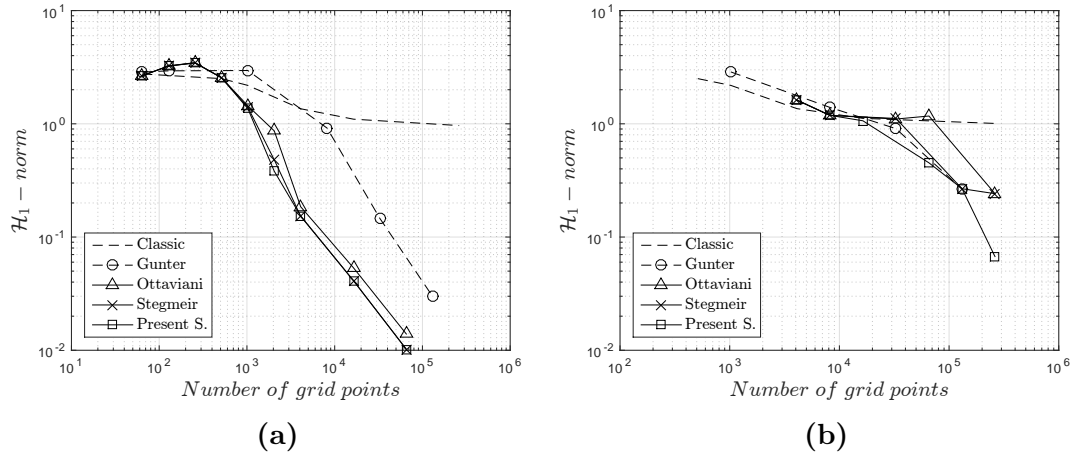 10^1
10^0
10^-1
10^-2
ℋ₁ − norm
Classic
Gunter
Ottaviani
Stegmeir
Present S.
10^1 10^2 10^3 10^4 10^5 10^6
Number of grid points
(a)
10^1
10^0
10^-1
10^-2
ℋ₁ − norm
Classic
Gunter
Ottaviani
Stegmeir
Present S.
10^2 10^3 10^4 10^5 10^6
Number of grid points
(b)